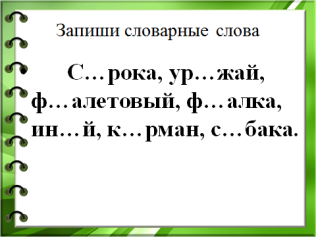 Запиши словарные слова
• С…рока, ур…жай,
ф…алетовый, ф…алка,
ин…й, к…рман, с…бака.